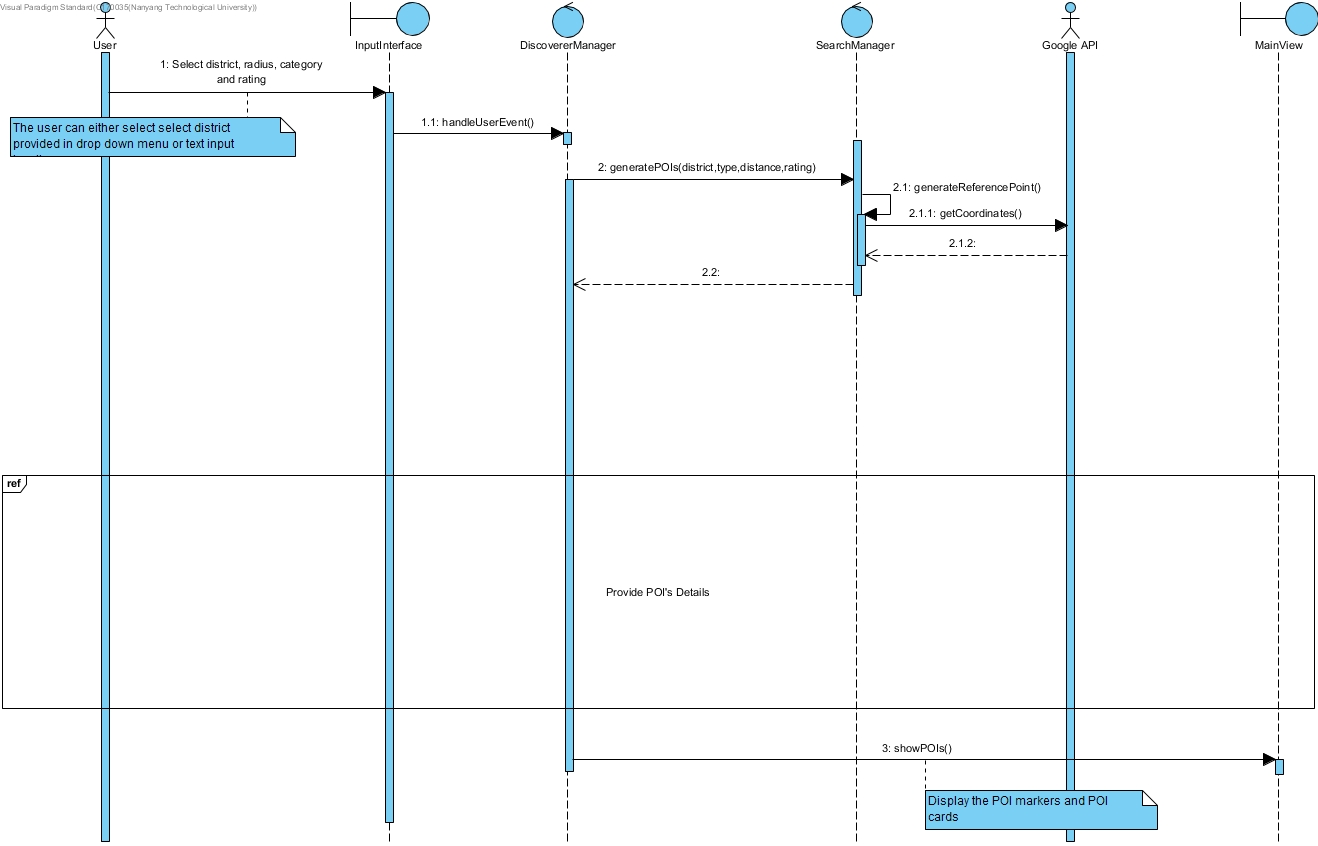 Visual Paradigm Standard(
0035(Nanyang Technological University))
User
InputInterface
DiscovererManager
SearchManager
Google API
MainView
1: Select district, radius, category
and rating
The user can either select select district
provided in drop down menu or text input
1.1: handleUserEvent()
2: generatePOIs(district,type,distance,rating)
2.1: generateReferencePoint()
2.1.1: getCoordinates()
2.1.2:
2.2:
ref
Provide POI's Details
3: showPOIs()
Display the POI markers and POI
cards